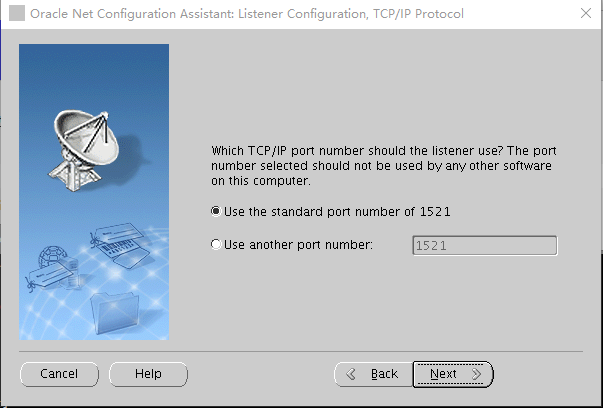 Oracle Net Configuration Assistant: Listener Configuration, TCP/IP Protocol
Which TCP/IP port number should the listener use? The port
number selected should not be used by any other software
on this computer.
Use the standard port number of 1521
Use another port number:
1521
Cancel
Help
Back
Next